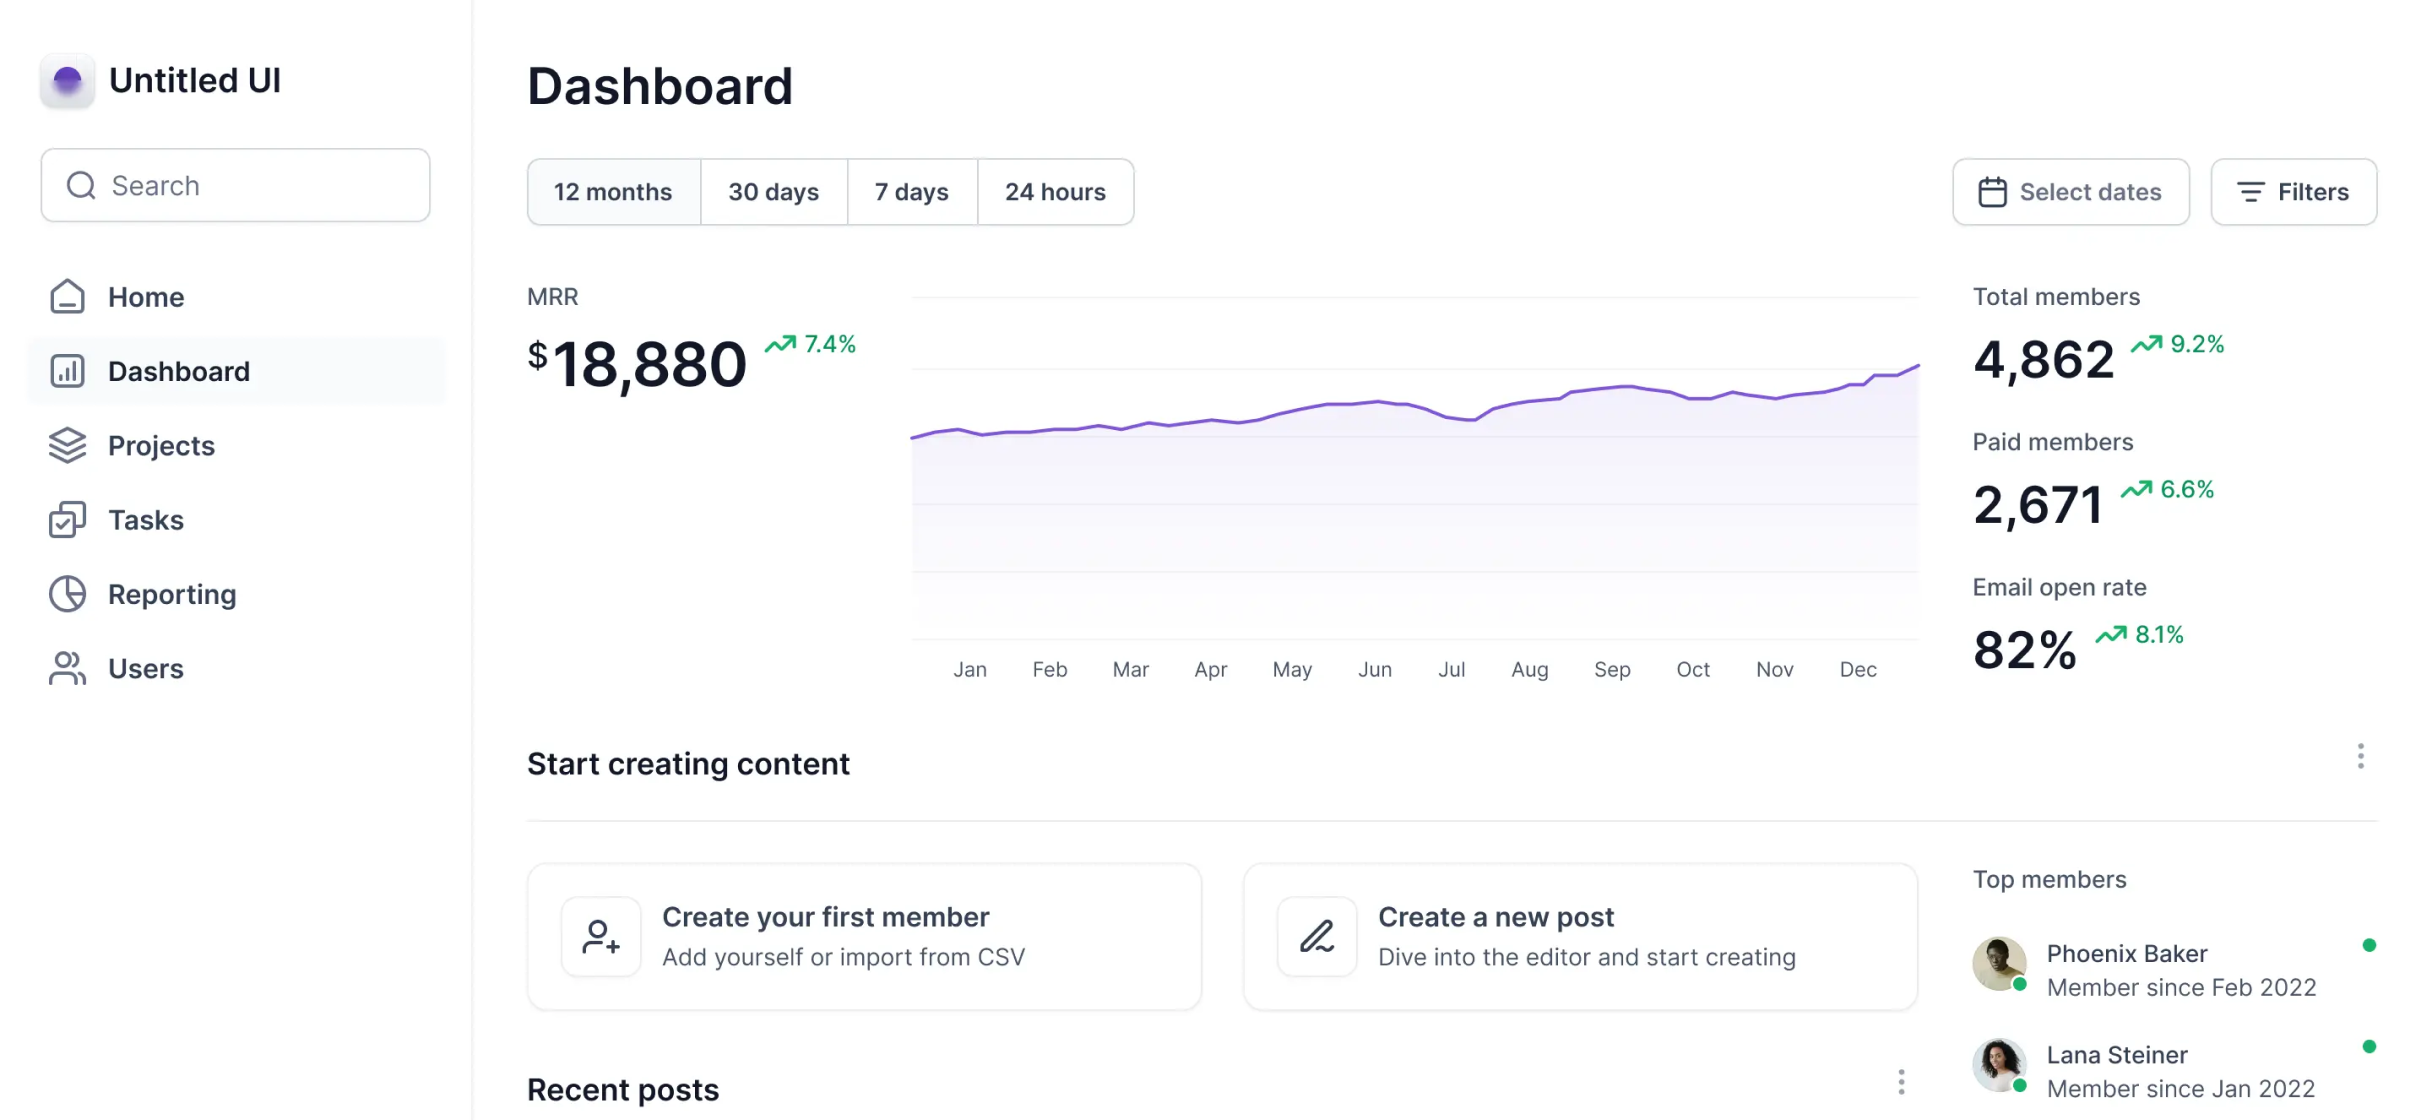 Untitled UI
Search
Home
Dashboard
Projects
Tasks
Reporting
Users
Dashboard
12 months
30 days
7 days
24 hours
Select dates
Filters
MRR
$18,880 7.4%
Jan Feb Mar Apr May Jun Jul Aug Sep Oct Nov Dec
Total members
4,862 9.2%
Paid members
2,671 6.6%
Email open rate
82% 8.1%
Start creating content
Create your first member
Add yourself or import from CSV
Create a new post
Dive into the editor and start creating
Recent posts
Top members
Phoenix Baker
Member since Feb 2022
Lana Steiner
Member since Jan 2022